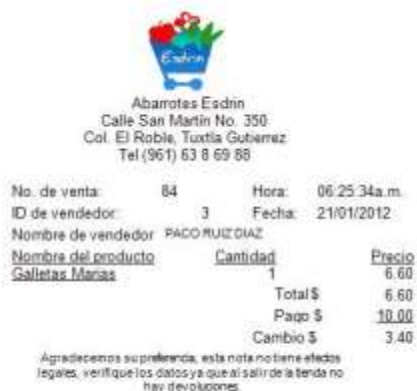 Esdrin
Abarrotes Esdrin
Calle San Martín No. 350
Col. El Roble, Tuxtla Gutierrez
Tel (961) 63 8 69 88
No. de venta: 84 Hora: 06:25:34a.m.
ID de vendedor: 3 Fecha: 21/01/2012
Nombre de vendedor PACO RUIZ DIAZ
Nombre del producto Cantidad Precio
Galletas Marias 1 6.60
Total $ 6.60
Pago $ 10.00
Cambio $ 3.40
Agradecemos su preferencia, esta nota no tiene efectos
legales, verifique los datos ya que al salir de la tienda no
hay devoluciones.